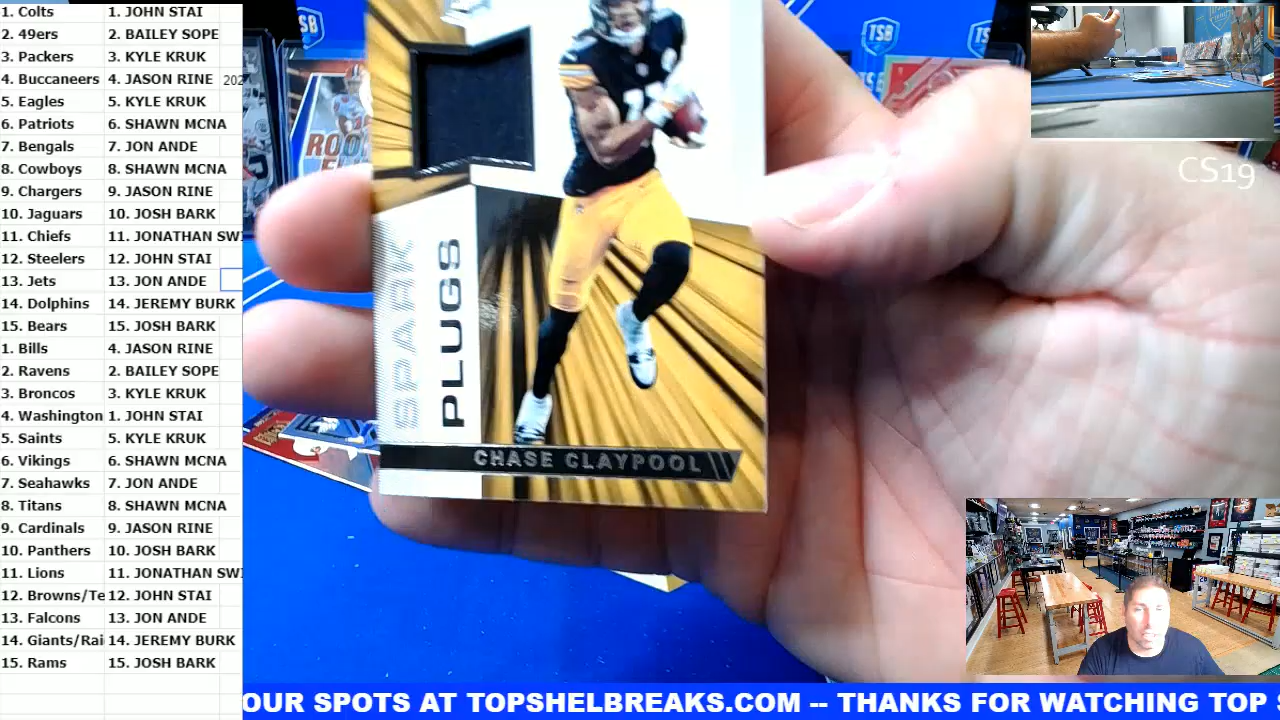 1. Colts 1. JOHN STAI
2. 49ers 2. BAILEY SOPE
3. Packers 3. KYLE KRUK
4. Buccaneers 4. JASON RINE 202
5. Eagles 5. KYLE KRUK
6. Patriots 6. SHAWN MCNA
7. Bengals 7. JON ANDE
8. Cowboys 8. SHAWN MCNA
9. Chargers 9. JASON RINE
10. Jaguars 10. JOSH BARK
11. Chiefs 11. JONATHAN SWI
12. Steelers 12. JOHN STAI
13. Jets 13. JON ANDE
14. Dolphins 14. JEREMY BURK
15. Bears 15. JOSH BARK
1. Bills 4. JASON RINE
2. Ravens 2. BAILEY SOPE
3. Broncos 3. KYLE KRUK
4. Washington 1. JOHN STAI
5. Saints 5. KYLE KRUK
6. Vikings 6. SHAWN MCNA
7. Seahawks 7. JON ANDE
8. Titans 8. SHAWN MCNA
9. Cardinals 9. JASON RINE
10. Panthers 10. JOSH BARK
11. Lions 11. JONATHAN SWI
12. Browns/Te 12. JOHN STAI
13. Falcons 13. JON ANDE
14. Giants/Rai 14. JEREMY BURK
15. Rams 15. JOSH BARK
TSB
TSB
TSB
ROO
CS19
SPARK
PLUGS
CHASE CLAYPOOL
OUR SPOTS AT TOPSHELBREAKS.COM -- THANKS FOR WATCHING TOP